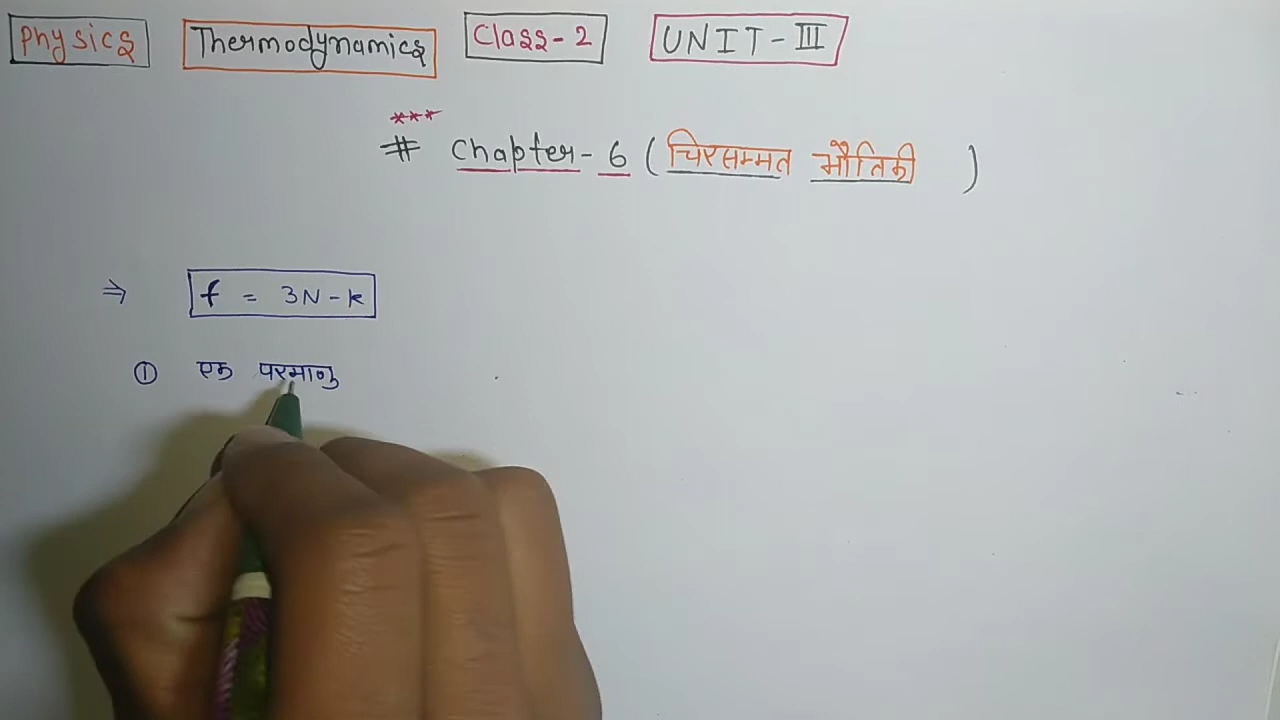 Physics Thermodynamics Class-2 UNIT-III
***
# Chapter-6 (चिरसम्मत भौतिकी )
⇒ f = 3N-k
① एक परमाणु